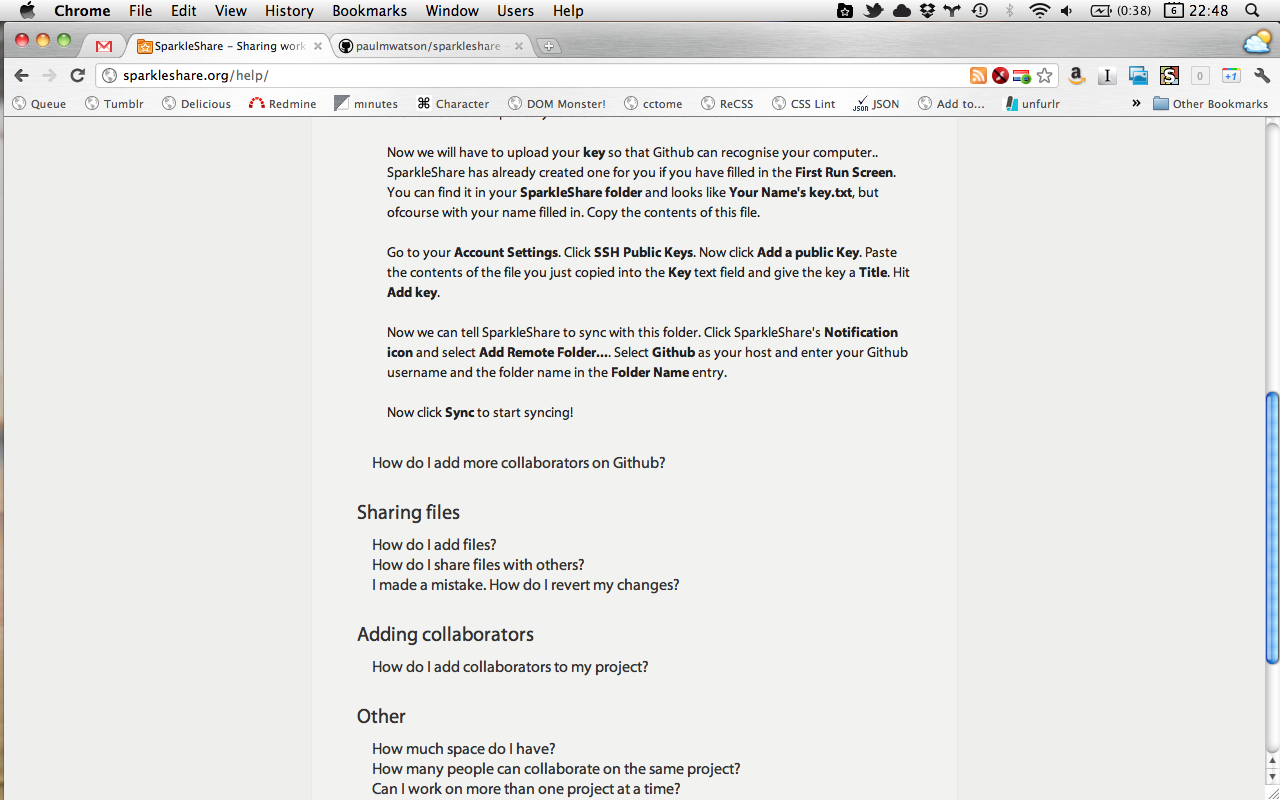 Chrome File Edit View History Bookmarks Window Users Help (0:38) 6 22:48
SparkleShare – Sharing work paulmwatson/sparkleshare
sparkleshare.org/help/ 0 +1
Queue Tumblr Delicious Redmine minutes Character DOM Monster! cctome ReCSS CSS Lint JSON Add to... unfurlr » Other Bookmarks
Now we will have to upload your key so that Github can recognise your computer..
SparkleShare has already created one for you if you have filled in the First Run Screen.
You can find it in your SparkleShare folder and looks like Your Name's key.txt, but
ofcourse with your name filled in. Copy the contents of this file.
Go to your Account Settings. Click SSH Public Keys. Now click Add a public Key. Paste
the contents of the file you just copied into the Key text field and give the key a Title. Hit
Add key.
Now we can tell SparkleShare to sync with this folder. Click SparkleShare's Notification
icon and select Add Remote Folder.... Select Github as your host and enter your Github
username and the folder name in the Folder Name entry.
Now click Sync to start syncing!
How do I add more collaborators on Github?
Sharing files
How do I add files?
How do I share files with others?
I made a mistake. How do I revert my changes?
Adding collaborators
How do I add collaborators to my project?
Other
How much space do I have?
How many people can collaborate on the same project?
Can I work on more than one project at a time?